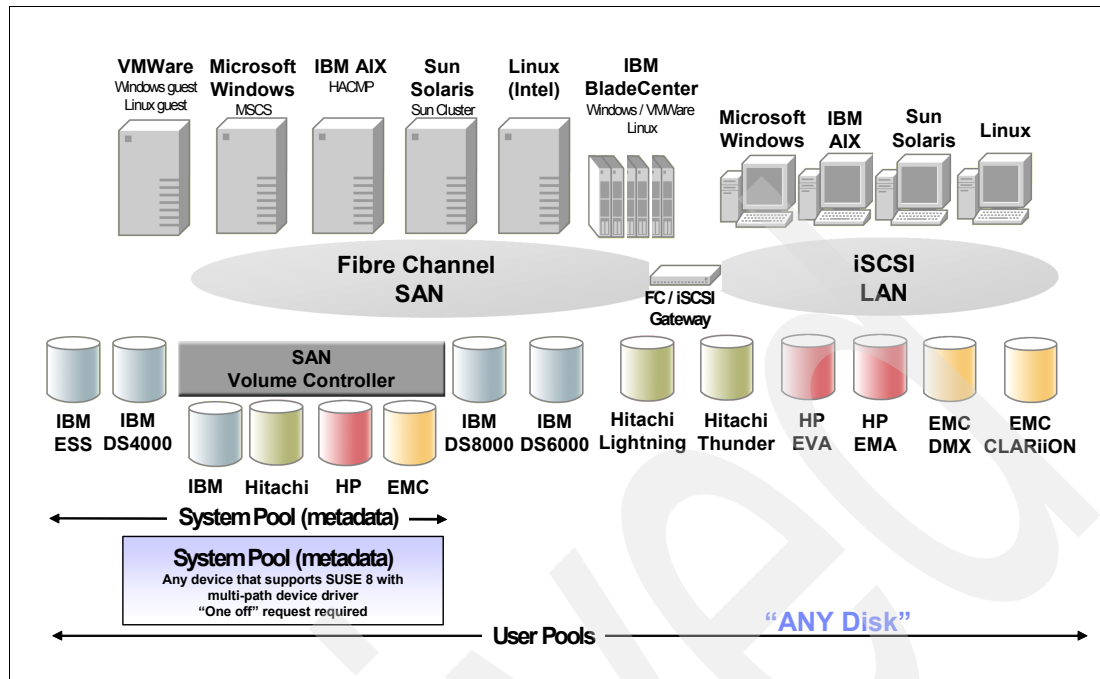 VMWare
Windows guest
Linux guest
Microsoft
Windows
MSCS
IBM AIX
HACMP
Sun
Solaris
Sun Cluster
Linux
(Intel)
IBM
BladeCenter
Windows / VMWare
Linux
Microsoft
Windows
IBM
AIX
Sun
Solaris
Linux
Fibre Channel
SAN
FC / iSCSI
Gateway
iSCSI
LAN
IBM
ESS
IBM
DS4000
SAN
Volume Controller
IBM
Hitachi
HP
EMC
IBM
DS8000
IBM
DS6000
Hitachi
Lightning
Hitachi
Thunder
HP
EVA
HP
EMA
EMC
DMX
EMC
CLARiiON
System Pool (metadata)
System Pool (metadata)
Any device that supports SUSE 8 with
multi-path device driver
“One off” request required
User Pools
“ANY Disk”